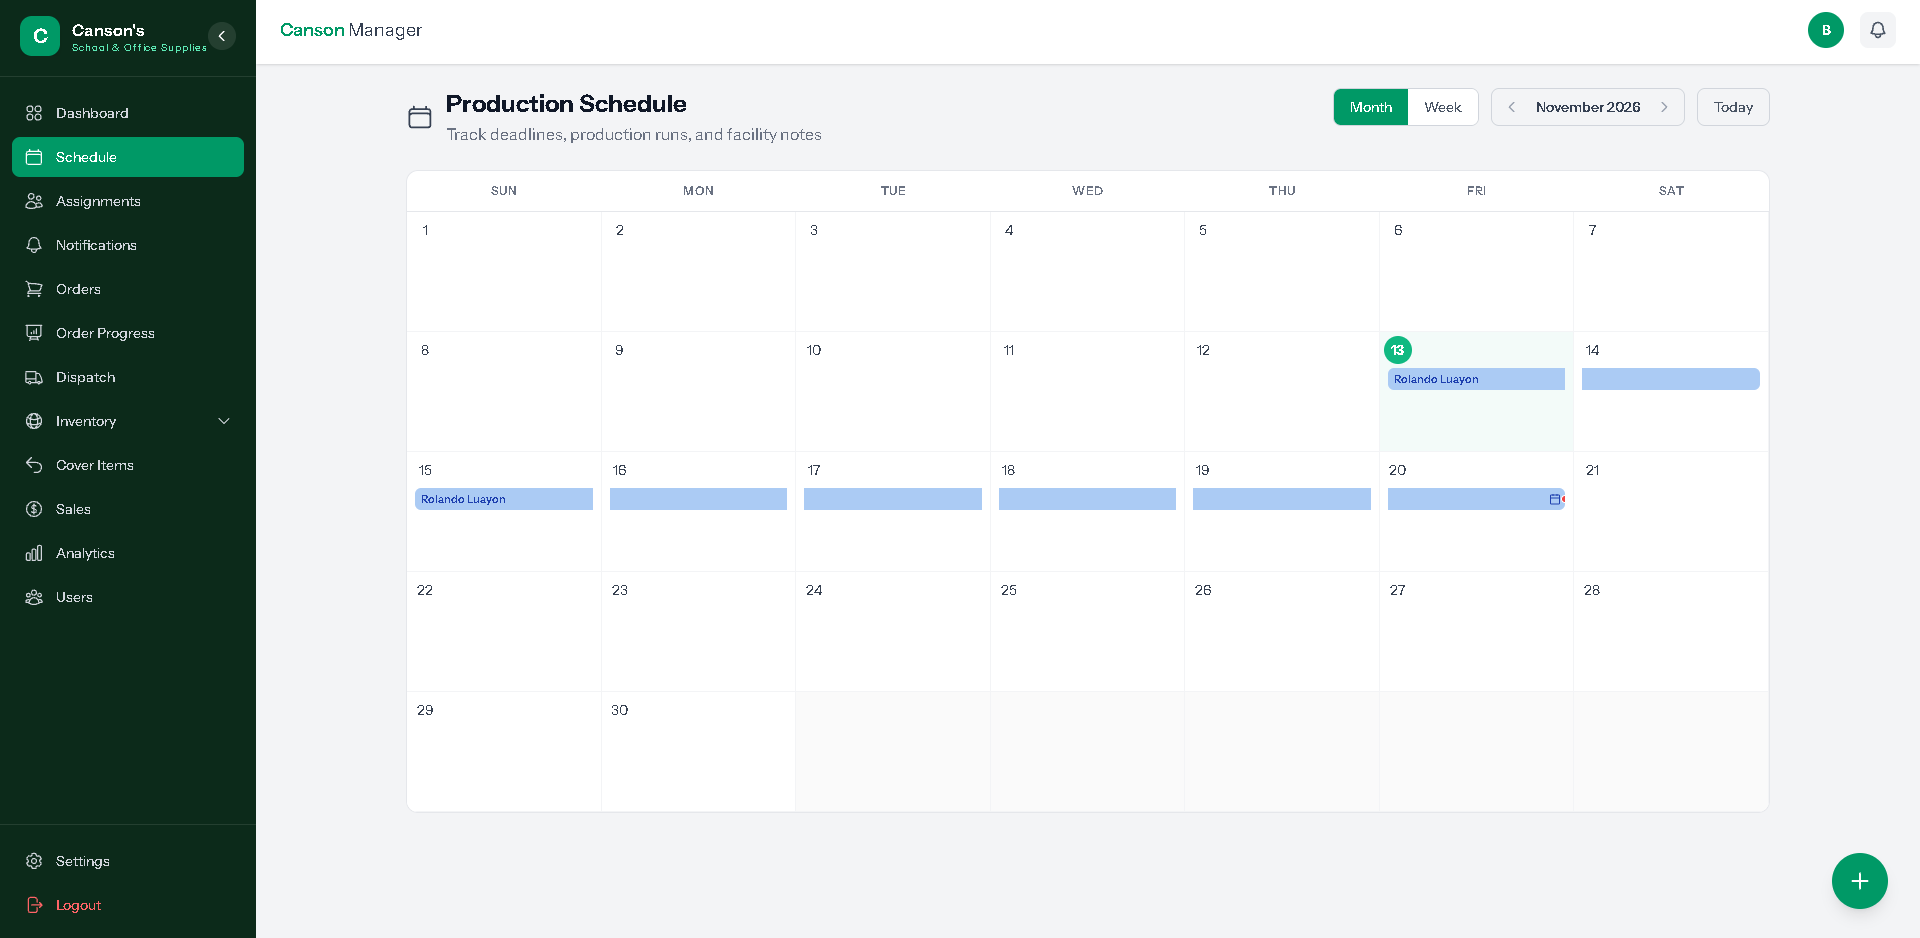 C
Canson's
School & Office Supplies
Dashboard
Schedule
Assignments
Notifications
Orders
Order Progress
Dispatch
Inventory
Cover Items
Sales
Analytics
Users
Settings
Logout
Canson Manager
B
Production Schedule
Track deadlines, production runs, and facility notes
Month Week November 2026 Today
SUN MON TUE WED THU FRI SAT
1 2 3 4 5 6 7
8 9 10 11 12 13 14
Rolando Luayon
15 16 17 18 19 20 21
Rolando Luayon
22 23 24 25 26 27 28
29 30